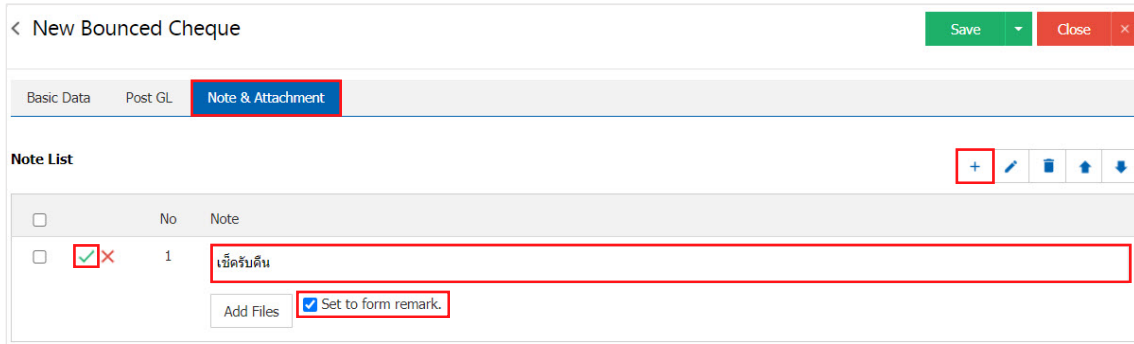 New Bounced Cheque
Save
Close
Basic Data
Post GL
Note & Attachment
Note List
No
Note
1
เช็ครับคืน
Add Files
Set to form remark.